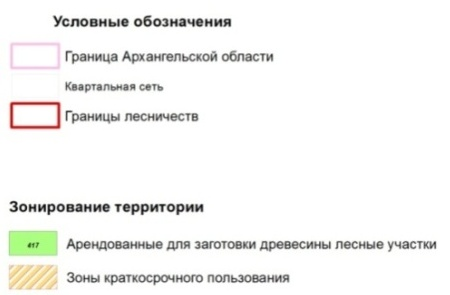 Условные обозначения
Граница Архангельской области
Квартальная сеть
Границы лесничеств
Зонирование территории
417 Арендованные для заготовки древесины лесные участки
Зоны краткосрочного пользования